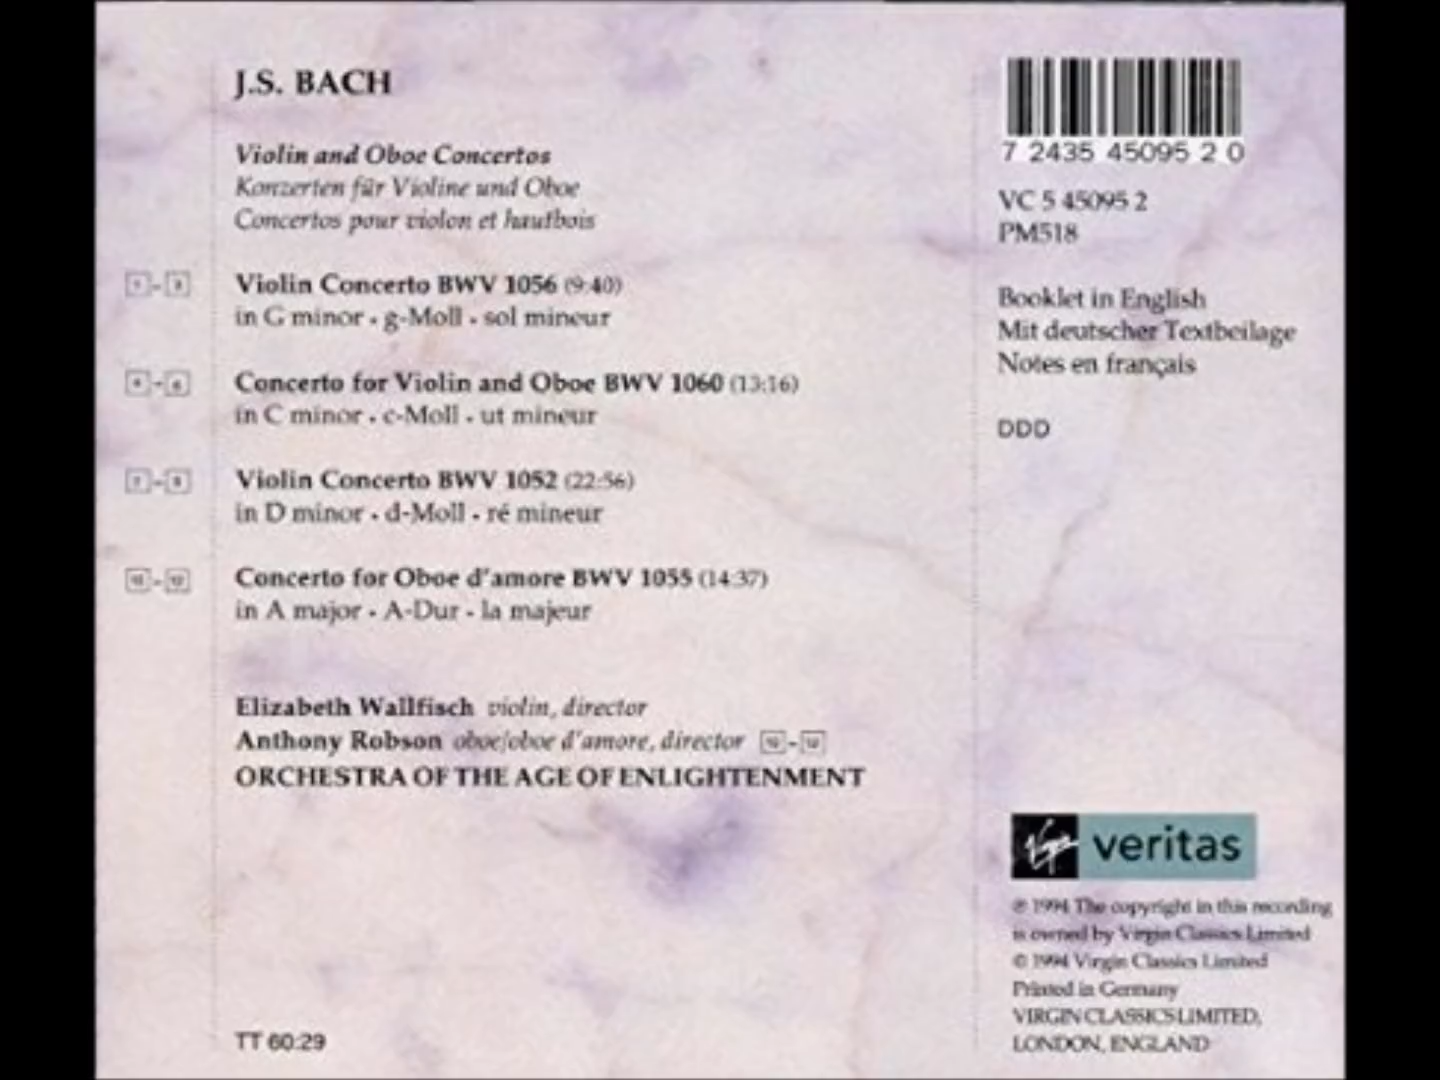 J.S. BACH
Violin and Oboe Concertos
Konzerten für Violine und Oboe
Concertos pour violon et hautbois
1-3 Violin Concerto BWV 1056 (9:40)
in G minor • g-Moll • sol mineur
4-6 Concerto for Violin and Oboe BWV 1060 (13:16)
in C minor • c-Moll • ut mineur
Violin Concerto BWV 1052 (22:56)
in D minor • d-Moll • ré mineur
Concerto for Oboe d'amore BWV 1055 (14:37)
in A major • A-Dur • la majeur
Elizabeth Wallfisch violin, director
Anthony Robson oboe/oboe d'amore, director
ORCHESTRA OF THE AGE OF ENLIGHTENMENT
TT 60:29
7 2435 45095 2 0
VC 5 45095 2
PM518
Booklet in English
Mit deutscher Textbeilage
Notes en français
DDD
Virgin veritas
℗ 1994 The copyright in this recording
is owned by Virgin Classics Limited
© 1994 Virgin Classics Limited
Printed in Germany
VIRGIN CLASSICS LIMITED,
LONDON, ENGLAND